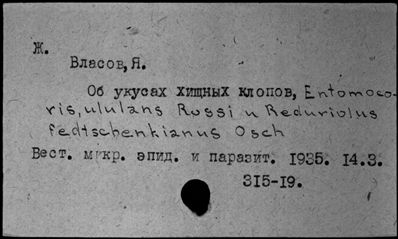 Ж.
Власов,Я.
Об укусах хищных клопов, Entomoco-
ris,ululans Rossi и Reduriolus
fedtschenkianus Osch
Вест. микр. эпид. и паразит. 1935. 14.3.
315-19.